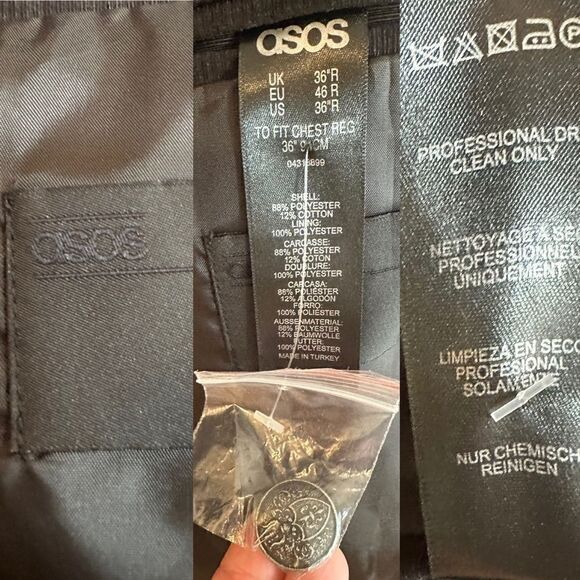 asos
asos
UK 36"R
EU 46 R
US 36"R
TO FIT CHEST REG
36" 91CM
SHELL:
88% POLYESTER
12% COTTON
LINING:
100% POLYESTER
CARCASSE:
88% POLYESTER
12% COTON
DOUBLURE:
100% POLYESTER
CARCASA:
88% POLIÉSTER
12% ALGODÓN
FORRO:
100% POLIÉSTER
AUSSENMATERIAL:
88% POLYESTER
12% BAUMWOLLE
FUTTER:
100% POLYESTER
MADE IN TURKEY
P
PROFESSIONAL DR
CLEAN ONLY
NETTOYAGE À SE
PROFESSIONNEL
UNIQUEMENT
LIMPIEZA EN SECO
PROFESIONAL
SOLAMENTE
NUR CHEMISCH
REINIGEN